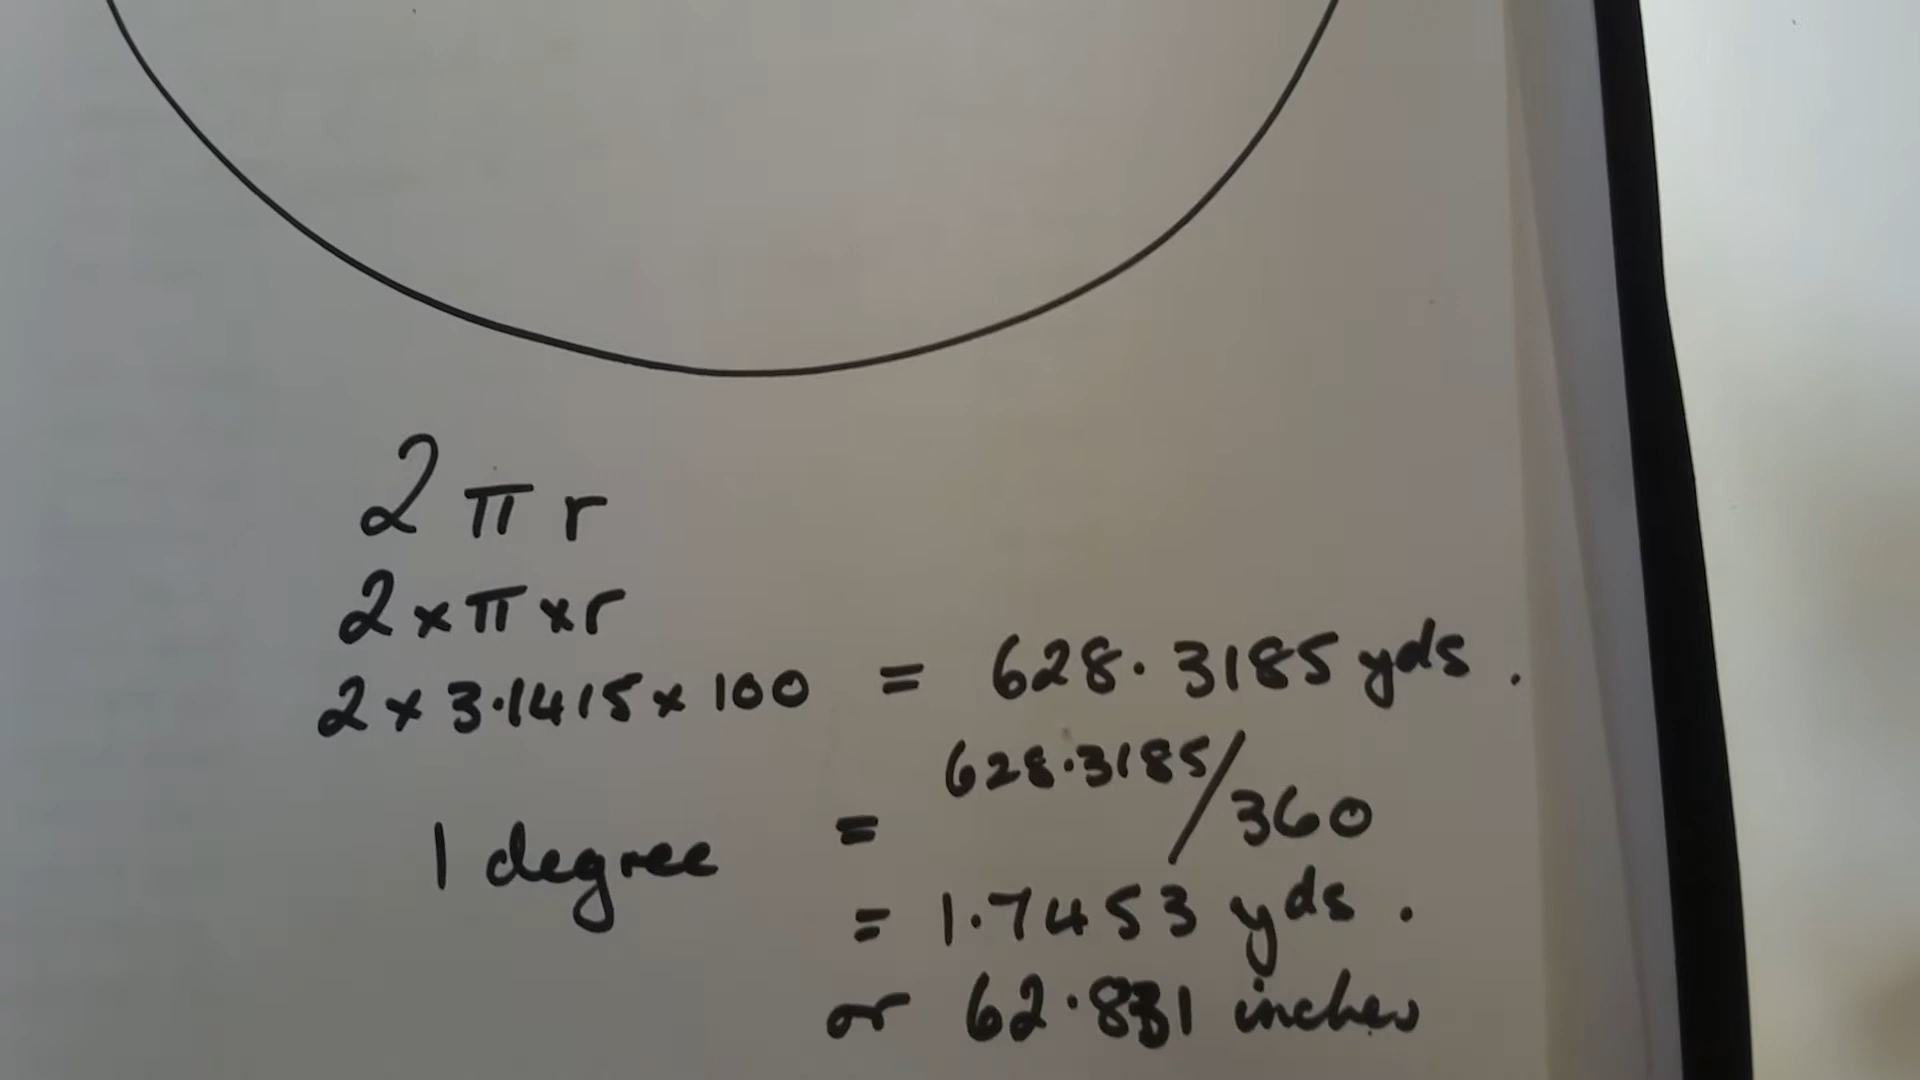 2 π r
2 × π × r
2 × 3.1415 × 100 = 628.3185 yds.
1 degree = 628.3185/360
= 1.7453 yds.
or 62.831 inches